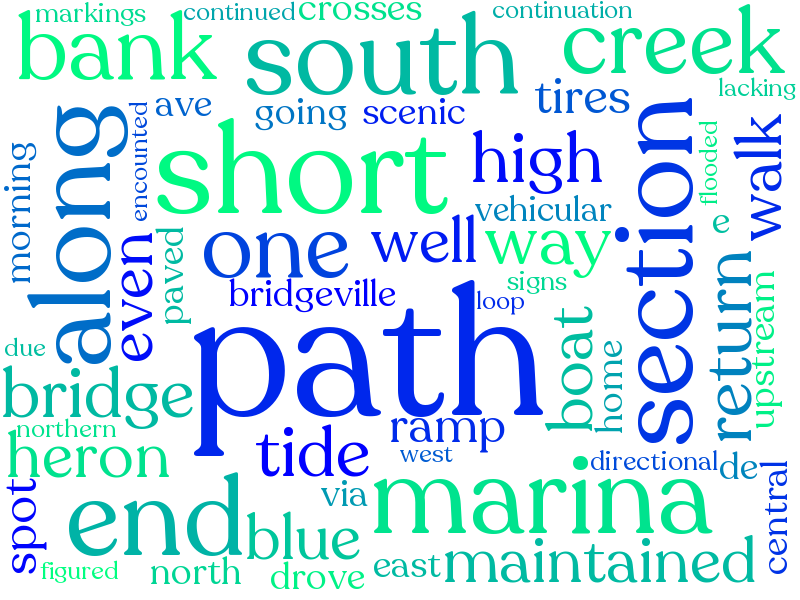 markings
continued
crosses
continuation
bank
south
creek
lacking
along
encounted
ave
going
scenic
tires
section
flooded
walk
morning
short
high
vehicular
e
even
paved
one
well
way
signs
return
upstream
bridgeville
loop
due
path
boat
home
bridge
northern
heron
tide
ramp
west
directional
de
central
spot
end
blue
via
marina
figured
north
drove
east
maintained